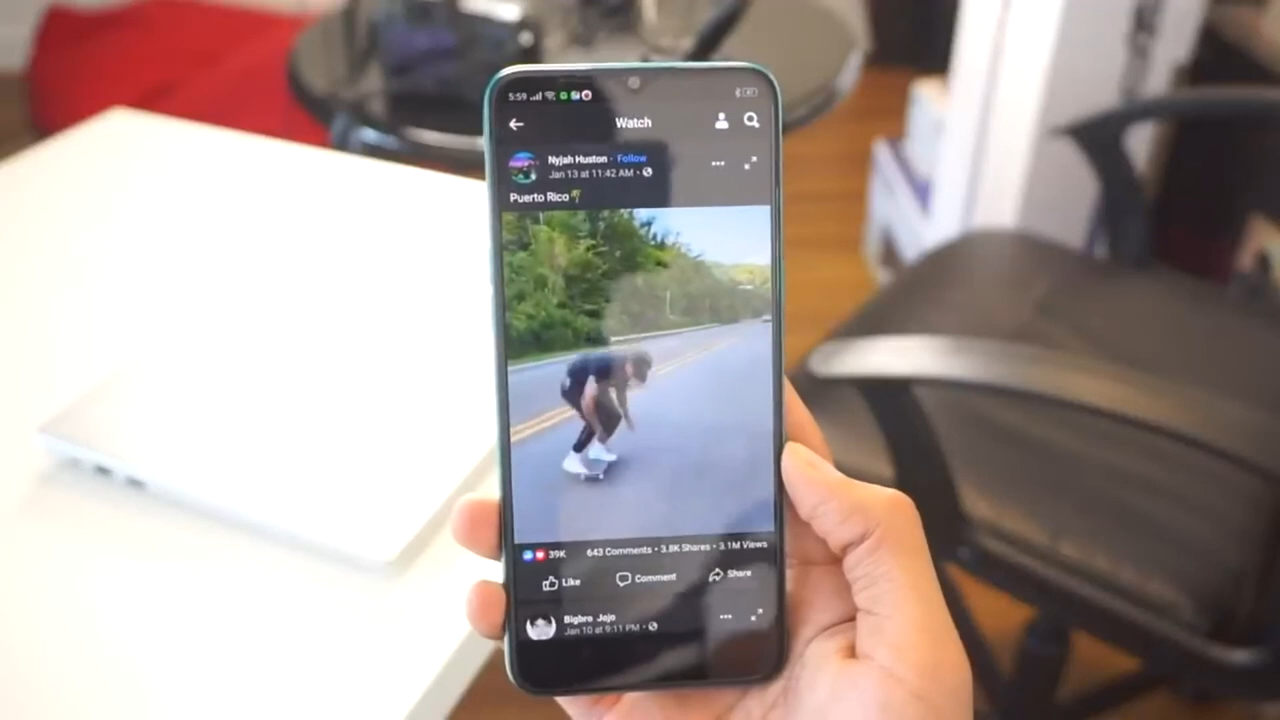 5:59
Watch
Nyjah Huston · Follow
Jan 13 at 11:42 AM ·
Puerto Rico
39K 643 Comments • 3.8K Shares • 3.1M Views
Like Comment Share
Bigbro Jojo
Jan 10 at 9:11 PM ·